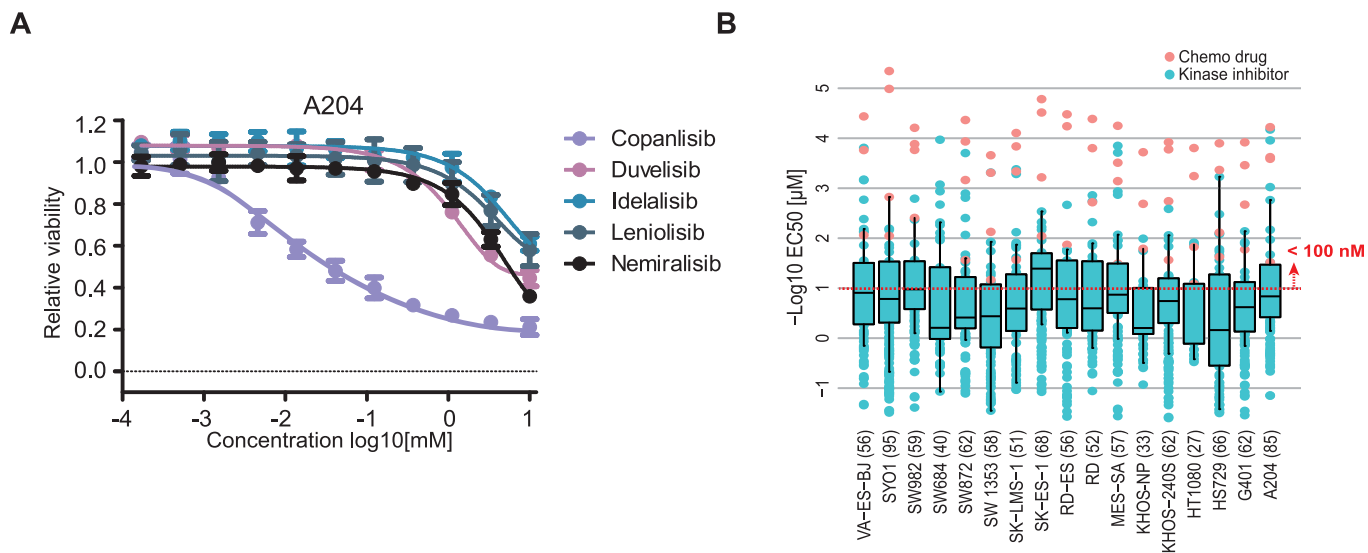 A
A204
1.2
1.0
0.8
0.6
0.4
0.2
0.0
Relative viability
-4 -3 -2 -1 0 1
Concentration log10[mM]
Copanlisib
Duvelisib
Idelalisib
Leniolisib
Nemiralisib
B
Chemo drug
Kinase inhibitor
5
4
3
2
1
0
−1
−Log10 EC50 [µM]
< 100 nM
VA−ES−BJ (56)
SYO1 (95)
SW982 (59)
SW684 (40)
SW872 (62)
SW 1353 (58)
SK−LMS−1 (51)
SK−ES−1 (68)
RD−ES (56)
RD (52)
MES−SA (57)
KHOS−NP (33)
KHOS−240S (62)
HT1080 (27)
HS729 (66)
G401 (62)
A204 (85)